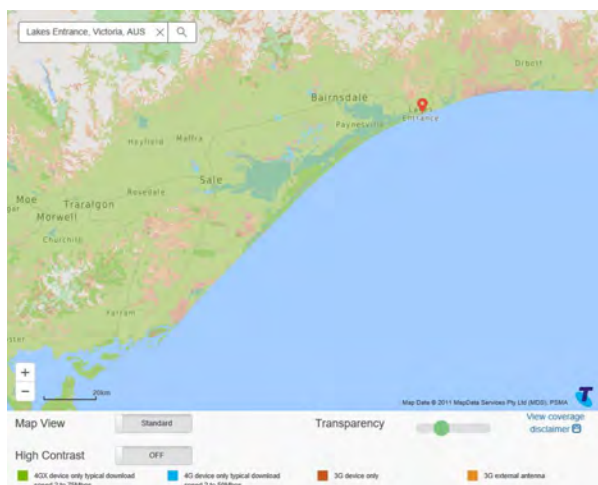 Lakes Entrance, Victoria, AUS
Orbost
Bairnsdale
Lakes
Entrance
Paynesville
Heyfield
Maffra
Sale
Rosedale
Moe
Traralgon
Morwell
Churchill
Yarram
+
−
20km
Map Data © 2011 MapData Services Pty Ltd (MDS), PSMA
Map View
Standard
Transparency
View coverage
disclaimer
High Contrast
OFF
4GX device only typical download
4G device only typical download
3G device only
3G external antenna